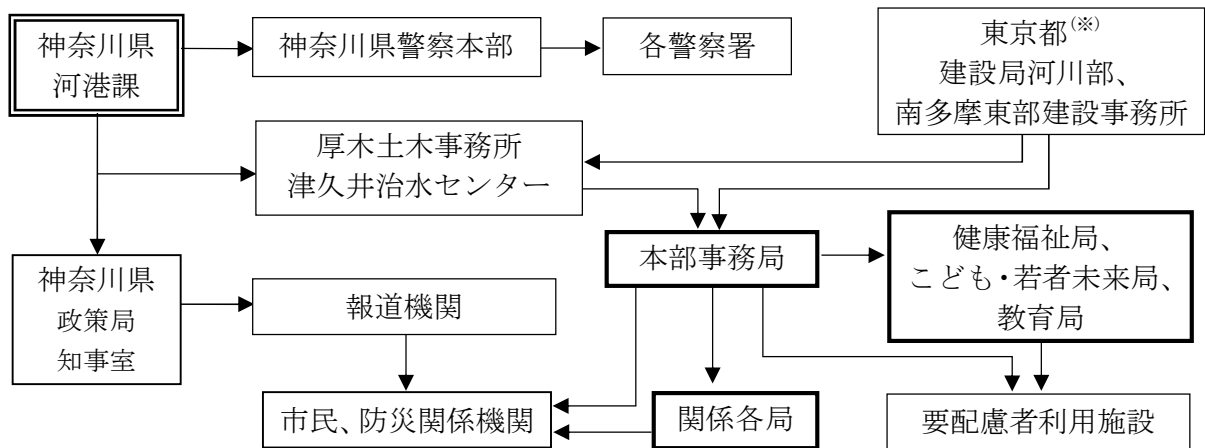 神奈川県
河港課
神奈川県警察本部
各警察署
東京都(※)
建設局河川部、
南多摩東部建設事務所
厚木土木事務所
津久井治水センター
本部事務局
健康福祉局、
こども・若者未来局、
教育局
神奈川県
政策局
知事室
報道機関
市民、防災関係機関
関係各局
要配慮者利用施設